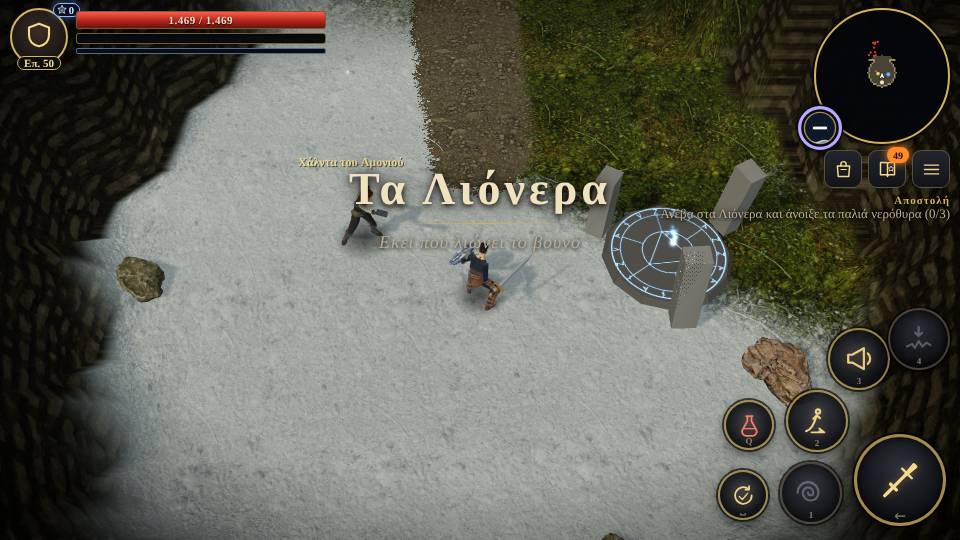 0
1.469 / 1.469
Επ. 50
49
Αποστολή
Ανέβα στα Λιόνερα και άνοιξε τα παλιά νερόθυρα (0/3)
Χάλντα του Αμονιού
Τα Λιόνερα
Εκεί που λιώνει το βουνό
4
3
Q
2
1